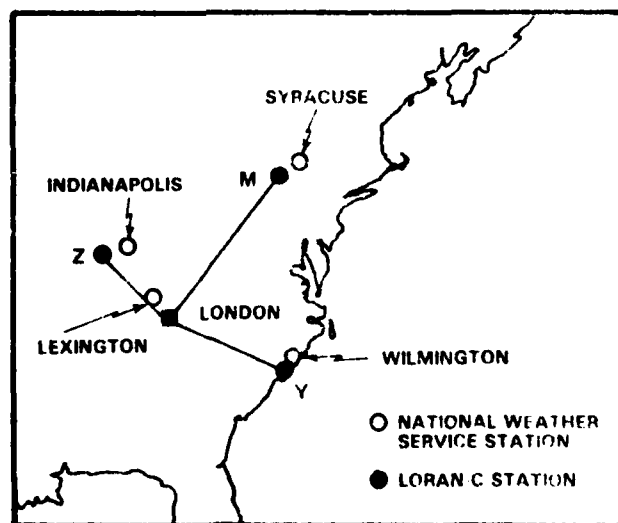 SYRACUSE
M
INDIANAPOLIS
Z
LONDON
LEXINGTON
WILMINGTON
Y
NATIONAL WEATHER
SERVICE STATION
LORAN-C STATION